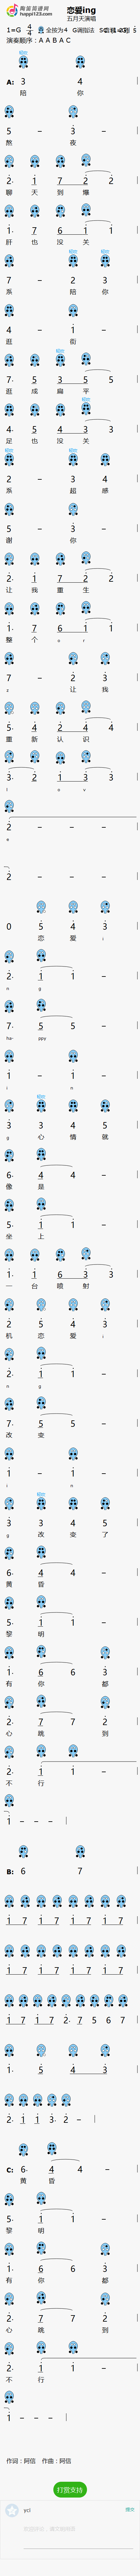 陶笛翼谱网
happi123.com
恋爱ing
五月天演唱
1=G 4/4 全按为4 G调指法
演奏顺序：A A B A C
A: 3 4
陪 你
5 - 3 -
熬 夜
2· 1 7 2 2
聊 天 到 爆
1· 7 6 1 1
肝 也 没 关
7 - 2 3
系 陪 你
4 - 1 -
逛 街
7· 5 3 5 5
逛 成 扁 平
4· 5 4 3 3
足 也 没 关
2 - 3 4
系 超 感
5 - 3 -
谢 你
2· 1 7 2 2
让 我 重 生
1· 7 6 1 1
整 个 o r
7 - 2 3
z 让 我
5· 4 2 4 4
重 新 认 识
3· 2 1 3 3
l o v
2 - - -
e
2 - - -
0 5 4 3
恋 爱 i
2· 1 1 -
n g
7· 5 5 -
ha- ppy
1 - 1 -
i n
3 3 4 5
g 心 情 就
6· 4 4 -
像 是
5· 1 1 -
坐 上
1· 1 6 3 3
一 台 喷 射
2 5 4 3
机 恋 爱 i
2· 1 1 -
n g
7· 5 5 -
改 变
1 - 1 -
i n
3 3 4 5
g 改 变 了
6· 4 4 -
黄 昏
5· 1 1 -
黎 明
1· 6 6 3
有 你 都
2· 7 7 2
心 跳 到
2· 1 1 -
不 行
1 - - -
B: 6 7
1 7 1 7 1 7 1 7
1 7 1 7 1 7 1 7
1 7 1 7 2· 7 5 6 7
1· 5 4 3
2· 1 1 3· 2 -
C: 6· 4 4 -
黄 昏
5· 1 1 -
黎 明
1· 6 6 3
有 你 都
2· 7 7 2
心 跳 到
2· 1 1 -
不 行
1 - - -
作词：阿信 作曲：阿信
打赏支持
ycl